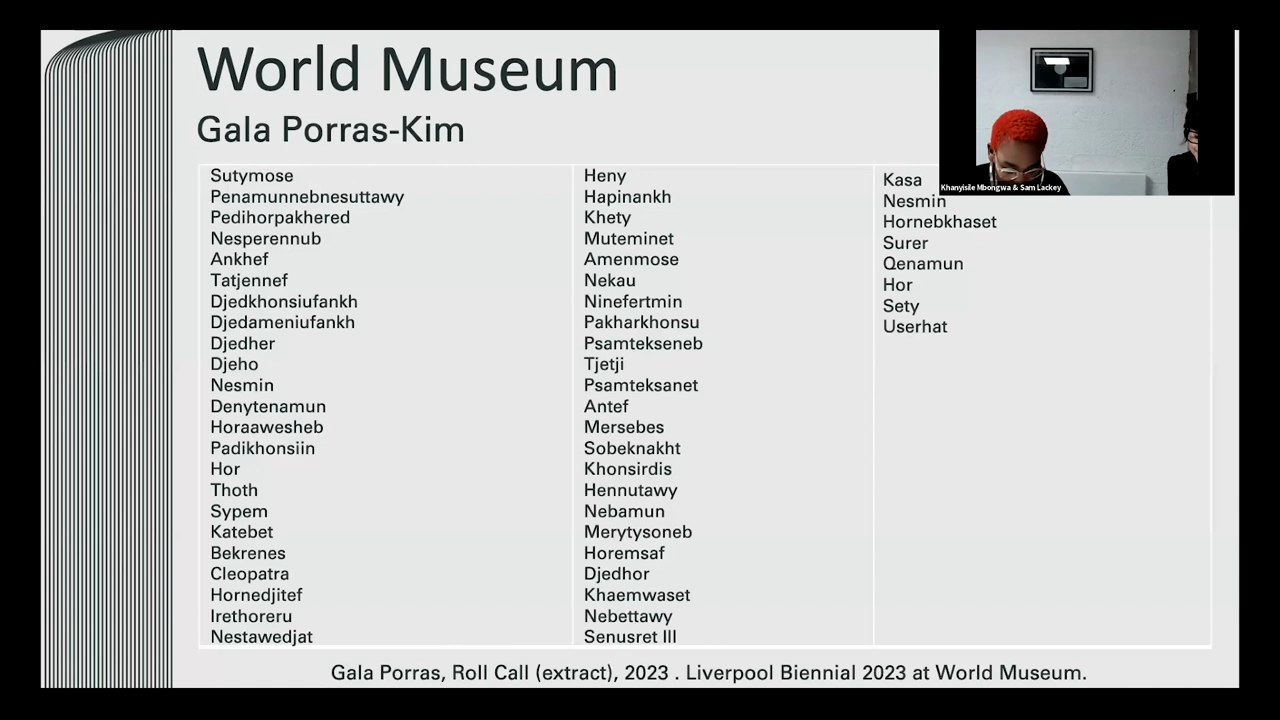 World Museum
Gala Porras-Kim
Sutymose
Penamunnebnesuttawy
Pedihorpakhered
Nesperennub
Ankhef
Tatjennef
Djedkhonsiufankh
Djedameniufankh
Djedher
Djeho
Nesmin
Denytenamun
Horaawesheb
Padikhonsiin
Hor
Thoth
Sypem
Katebet
Bekrenes
Cleopatra
Hornedjitef
Irethoreru
Nestawedjat
Heny
Hapinankh
Khety
Muteminet
Amenmose
Nekau
Ninefertmin
Pakharkhonsu
Psamtekseneb
Tjetji
Psamteksanet
Antef
Mersebes
Sobeknakht
Khonsirdis
Hennutawy
Nebamun
Merytysoneb
Horemsaf
Djedhor
Khaemwaset
Nebettawy
Senusret III
Kasa
Nesmin
Hornebkhaset
Surer
Qenamun
Hor
Sety
Userhat
Khanyisile Mbongwa & Sam Lackey
Gala Porras, Roll Call (extract), 2023 . Liverpool Biennial 2023 at World Museum.